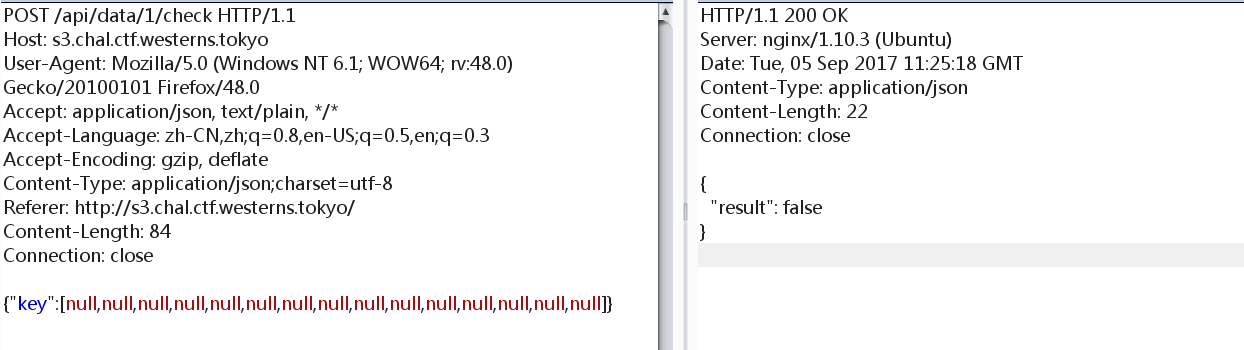 POST /api/data/1/check HTTP/1.1
Host: s3.chal.ctf.westerns.tokyo
User-Agent: Mozilla/5.0 (Windows NT 6.1; WOW64; rv:48.0)
Gecko/20100101 Firefox/48.0
Accept: application/json, text/plain, */*
Accept-Language: zh-CN,zh;q=0.8,en-US;q=0.5,en;q=0.3
Accept-Encoding: gzip, deflate
Content-Type: application/json;charset=utf-8
Referer: http://s3.chal.ctf.westerns.tokyo/
Content-Length: 84
Connection: close
{"key":[null,null,null,null,null,null,null,null,null,null,null,null,null,null,null]}
HTTP/1.1 200 OK
Server: nginx/1.10.3 (Ubuntu)
Date: Tue, 05 Sep 2017 11:25:18 GMT
Content-Type: application/json
Content-Length: 22
Connection: close
{
"result": false
}